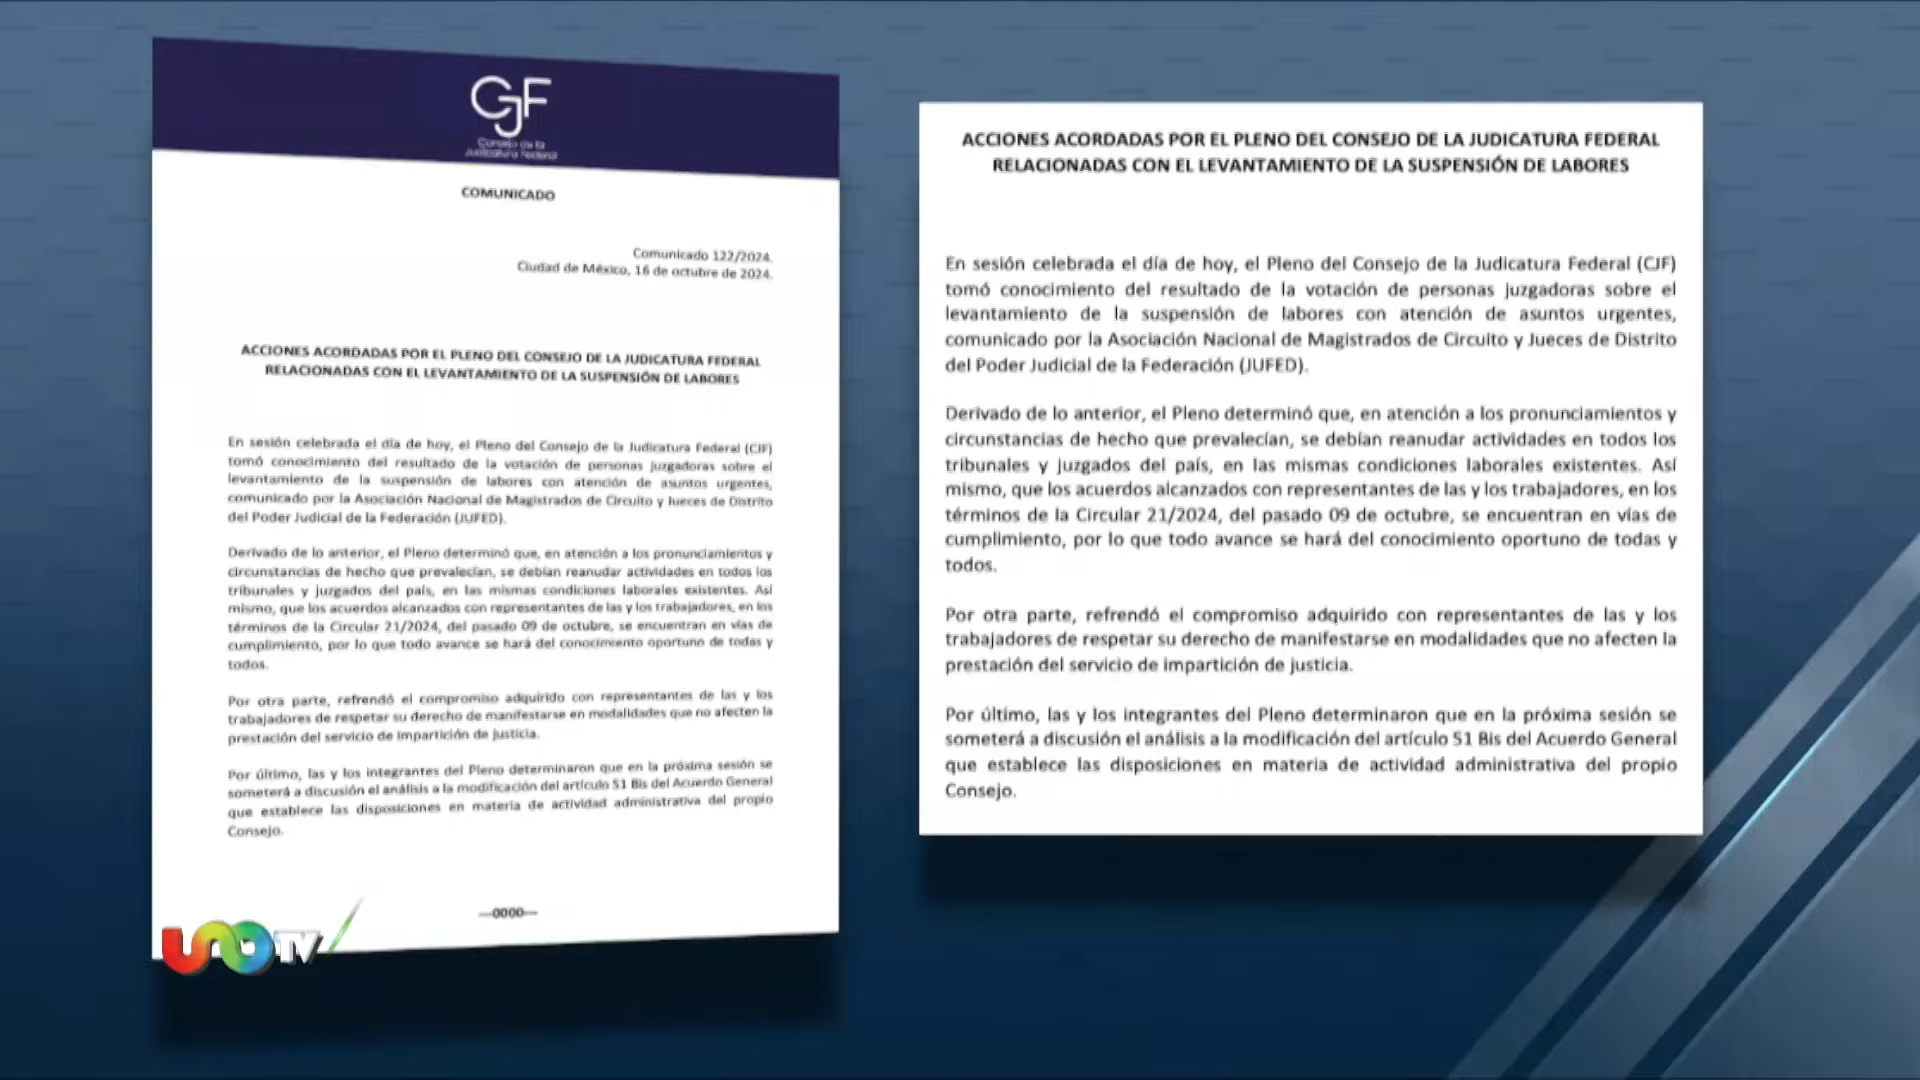 CJF
Consejo de la
Judicatura Federal
COMUNICADO
Comunicado 122/2024.
Ciudad de México, 16 de octubre de 2024.
ACCIONES ACORDADAS POR EL PLENO DEL CONSEJO DE LA JUDICATURA FEDERAL
RELACIONADAS CON EL LEVANTAMIENTO DE LA SUSPENSIÓN DE LABORES
En sesión celebrada el día de hoy, el Pleno del Consejo de la Judicatura Federal (CJF)
tomó conocimiento del resultado de la votación de personas juzgadoras sobre el
levantamiento de la suspensión de labores con atención de asuntos urgentes,
comunicado por la Asociación Nacional de Magistrados de Circuito y Jueces de Distrito
del Poder Judicial de la Federación (JUFED).
Derivado de lo anterior, el Pleno determinó que, en atención a los pronunciamientos y
circunstancias de hecho que prevalecían, se debían reanudar actividades en todos los
tribunales y juzgados del país, en las mismas condiciones laborales existentes. Así
mismo, que los acuerdos alcanzados con representantes de las y los trabajadores, en los
términos de la Circular 21/2024, del pasado 09 de octubre, se encuentran en vías de
cumplimiento, por lo que todo avance se hará del conocimiento oportuno de todas y
todos.
Por otra parte, refrendó el compromiso adquirido con representantes de las y los
trabajadores de respetar su derecho de manifestarse en modalidades que no afecten la
prestación del servicio de impartición de justicia.
Por último, las y los integrantes del Pleno determinaron que en la próxima sesión se
someterá a discusión el análisis a la modificación del artículo 51 Bis del Acuerdo General
que establece las disposiciones en materia de actividad administrativa del propio
Consejo.
---0000---
UNOTV
ACCIONES ACORDADAS POR EL PLENO DEL CONSEJO DE LA JUDICATURA FEDERAL
RELACIONADAS CON EL LEVANTAMIENTO DE LA SUSPENSIÓN DE LABORES
En sesión celebrada el día de hoy, el Pleno del Consejo de la Judicatura Federal (CJF)
tomó conocimiento del resultado de la votación de personas juzgadoras sobre el
levantamiento de la suspensión de labores con atención de asuntos urgentes,
comunicado por la Asociación Nacional de Magistrados de Circuito y Jueces de Distrito
del Poder Judicial de la Federación (JUFED).
Derivado de lo anterior, el Pleno determinó que, en atención a los pronunciamientos y
circunstancias de hecho que prevalecían, se debían reanudar actividades en todos los
tribunales y juzgados del país, en las mismas condiciones laborales existentes. Así
mismo, que los acuerdos alcanzados con representantes de las y los trabajadores, en los
términos de la Circular 21/2024, del pasado 09 de octubre, se encuentran en vías de
cumplimiento, por lo que todo avance se hará del conocimiento oportuno de todas y
todos.
Por otra parte, refrendó el compromiso adquirido con representantes de las y los
trabajadores de respetar su derecho de manifestarse en modalidades que no afecten la
prestación del servicio de impartición de justicia.
Por último, las y los integrantes del Pleno determinaron que en la próxima sesión se
someterá a discusión el análisis a la modificación del artículo 51 Bis del Acuerdo General
que establece las disposiciones en materia de actividad administrativa del propio
Consejo.